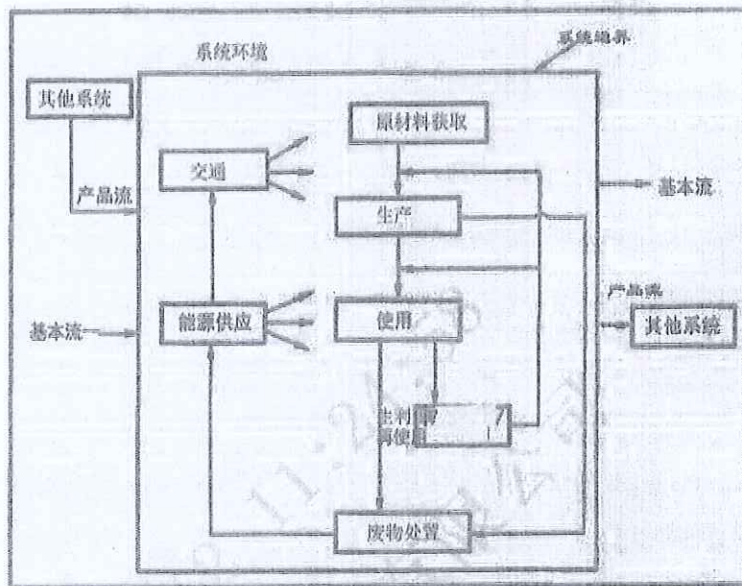 系统环境
系统边界
其他系统
原材料获取
交通
产品流
基本流
生产
产品流
能源供应
使用
其他系统
基本流
再使用
废物处置